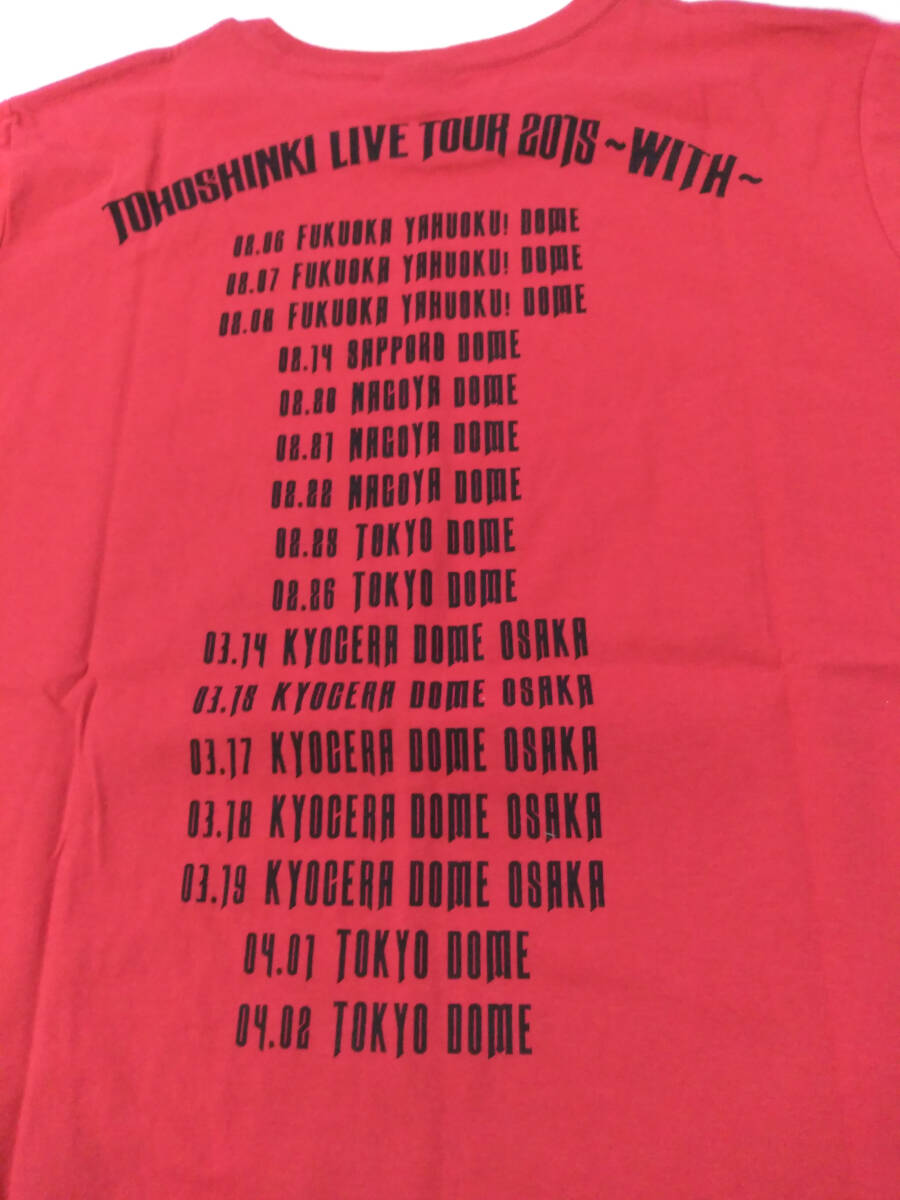 TOHOSHINKI LIVE TOUR 2015 ~WITH~
02.06 FUKUOKA YAHUOKU! DOME
02.07 FUKUOKA YAHUOKU! DOME
02.08 FUKUOKA YAHUOKU! DOME
02.14 SAPPORO DOME
02.20 NAGOYA DOME
02.21 NAGOYA DOME
02.22 NAGOYA DOME
02.25 TOKYO DOME
02.26 TOKYO DOME
03.14 KYOCERA DOME OSAKA
03.15 KYOCERA DOME OSAKA
03.17 KYOCERA DOME OSAKA
03.18 KYOCERA DOME OSAKA
03.19 KYOCERA DOME OSAKA
04.01 TOKYO DOME
04.02 TOKYO DOME